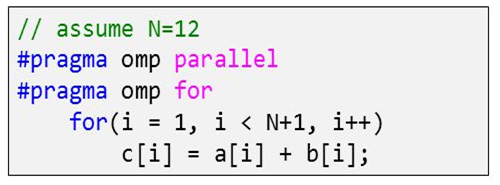 // assume N=12
#pragma omp parallel
#pragma omp for
for(i = 1, i < N+1, i++)
c[i] = a[i] + b[i];